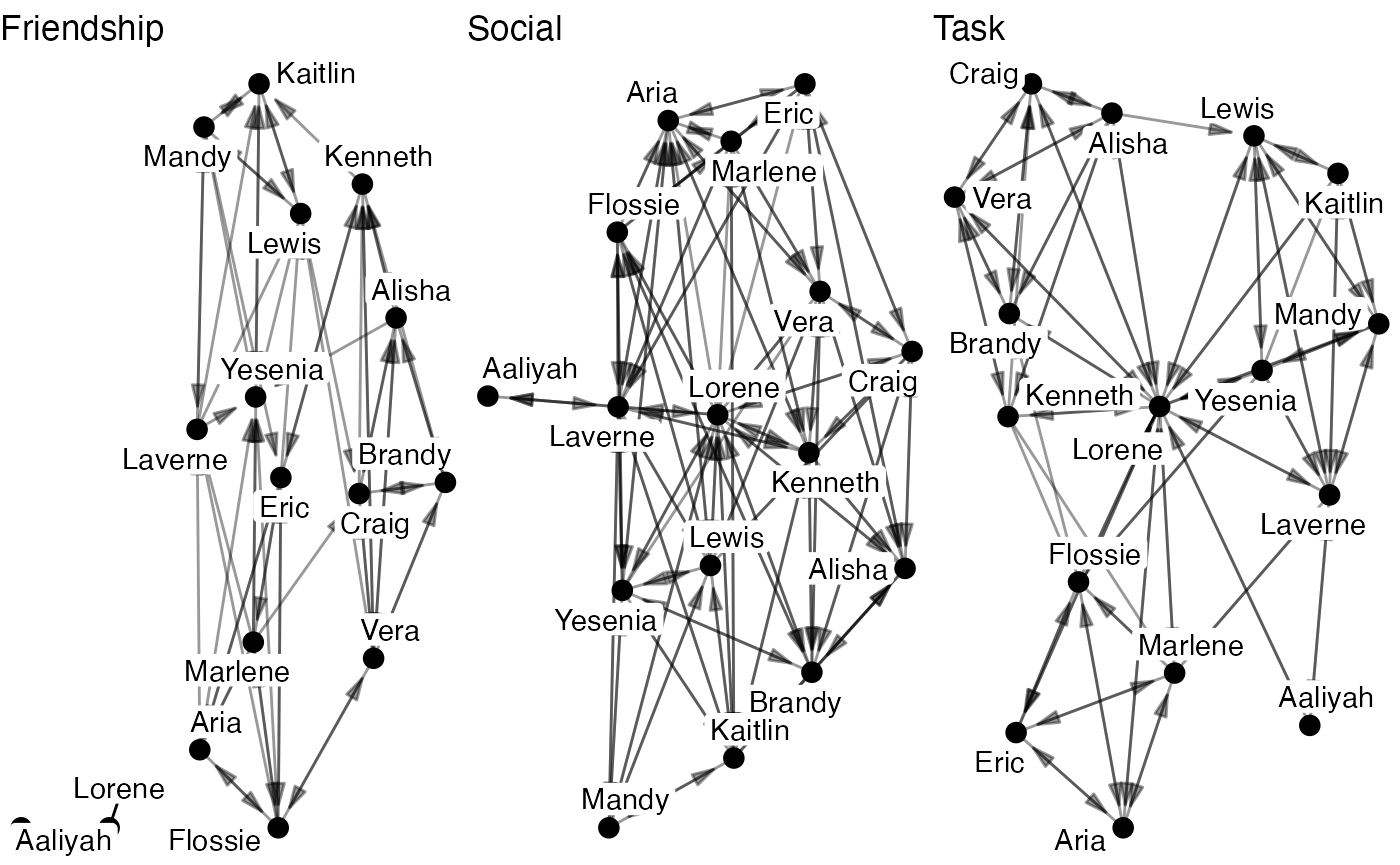 Friendship
Kaitlin
Mandy
Kenneth
Lewis
Alisha
Yesenia
Laverne
Brandy
Eric
Craig
Vera
Marlene
Aria
Lorene
Aaliyah
Flossie
Social
Aria
Eric
Marlene
Flossie
Vera
Aaliyah
Lorene
Craig
Laverne
Kenneth
Lewis
Alisha
Yesenia
Brandy
Kaitlin
Mandy
Task
Craig
Lewis
Alisha
Vera
Kaitlin
Mandy
Brandy
Kenneth
Yesenia
Lorene
Laverne
Flossie
Marlene
Aaliyah
Eric
Aria